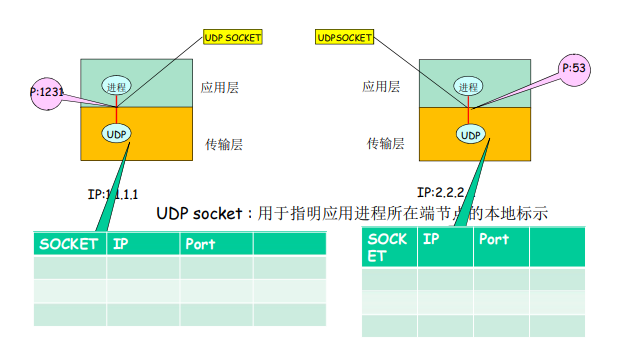 UDP SOCKET
UDPSOCKET
P:1231
进程
应用层
应用层
进程
P:53
UDP
传输层
传输层
UDP
IP:1.1.1.1
IP:2.2.2
UDP socket：用于指明应用进程所在端节点的本地标示
SOCKET IP Port
SOCKET IP Port